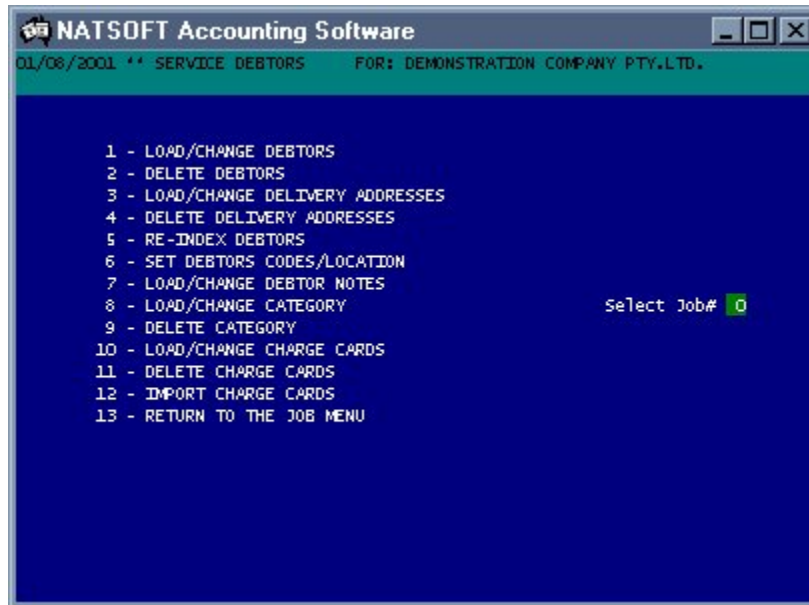 NATSOFT Accounting Software
01/08/2001 ** SERVICE DEBTORS FOR: DEMONSTRATION COMPANY PTY.LTD.
1 - LOAD/CHANGE DEBTORS
2 - DELETE DEBTORS
3 - LOAD/CHANGE DELIVERY ADDRESSES
4 - DELETE DELIVERY ADDRESSES
5 - RE-INDEX DEBTORS
6 - SET DEBTORS CODES/LOCATION
7 - LOAD/CHANGE DEBTOR NOTES
8 - LOAD/CHANGE CATEGORY Select Job# 0
9 - DELETE CATEGORY
10 - LOAD/CHANGE CHARGE CARDS
11 - DELETE CHARGE CARDS
12 - IMPORT CHARGE CARDS
13 - RETURN TO THE JOB MENU